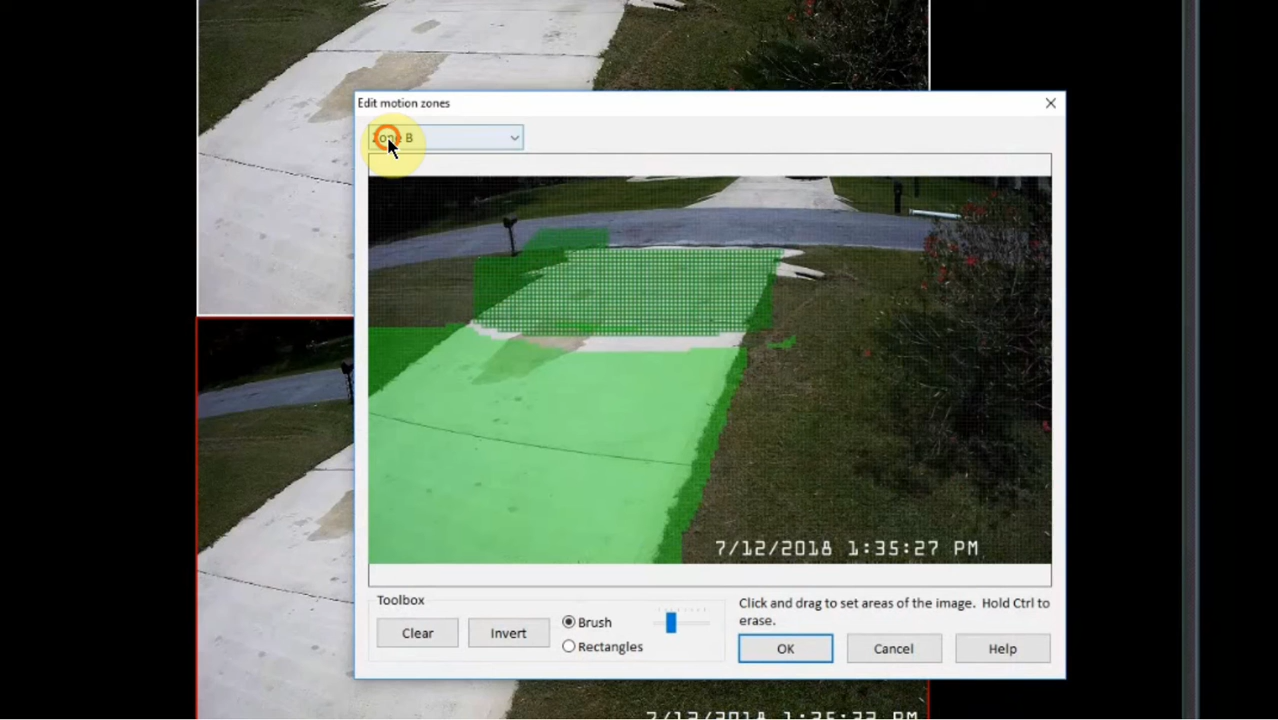 Edit motion zones
Zone B
7/12/2018 1:35:27 PM
Toolbox
Clear
Invert
Brush
Rectangles
Click and drag to set areas of the image. Hold Ctrl to
erase.
OK
Cancel
Help